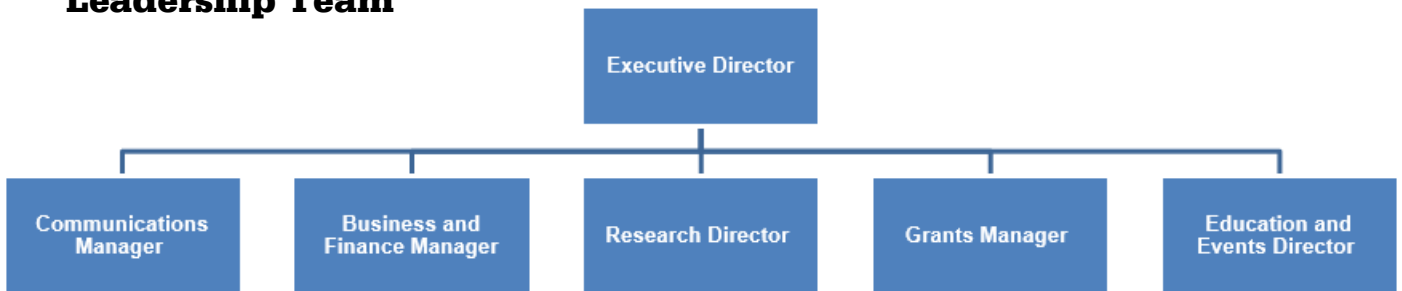 Leadership Team
Executive Director
Communications
Manager
Business and
Finance Manager
Research Director
Grants Manager
Education and
Events Director